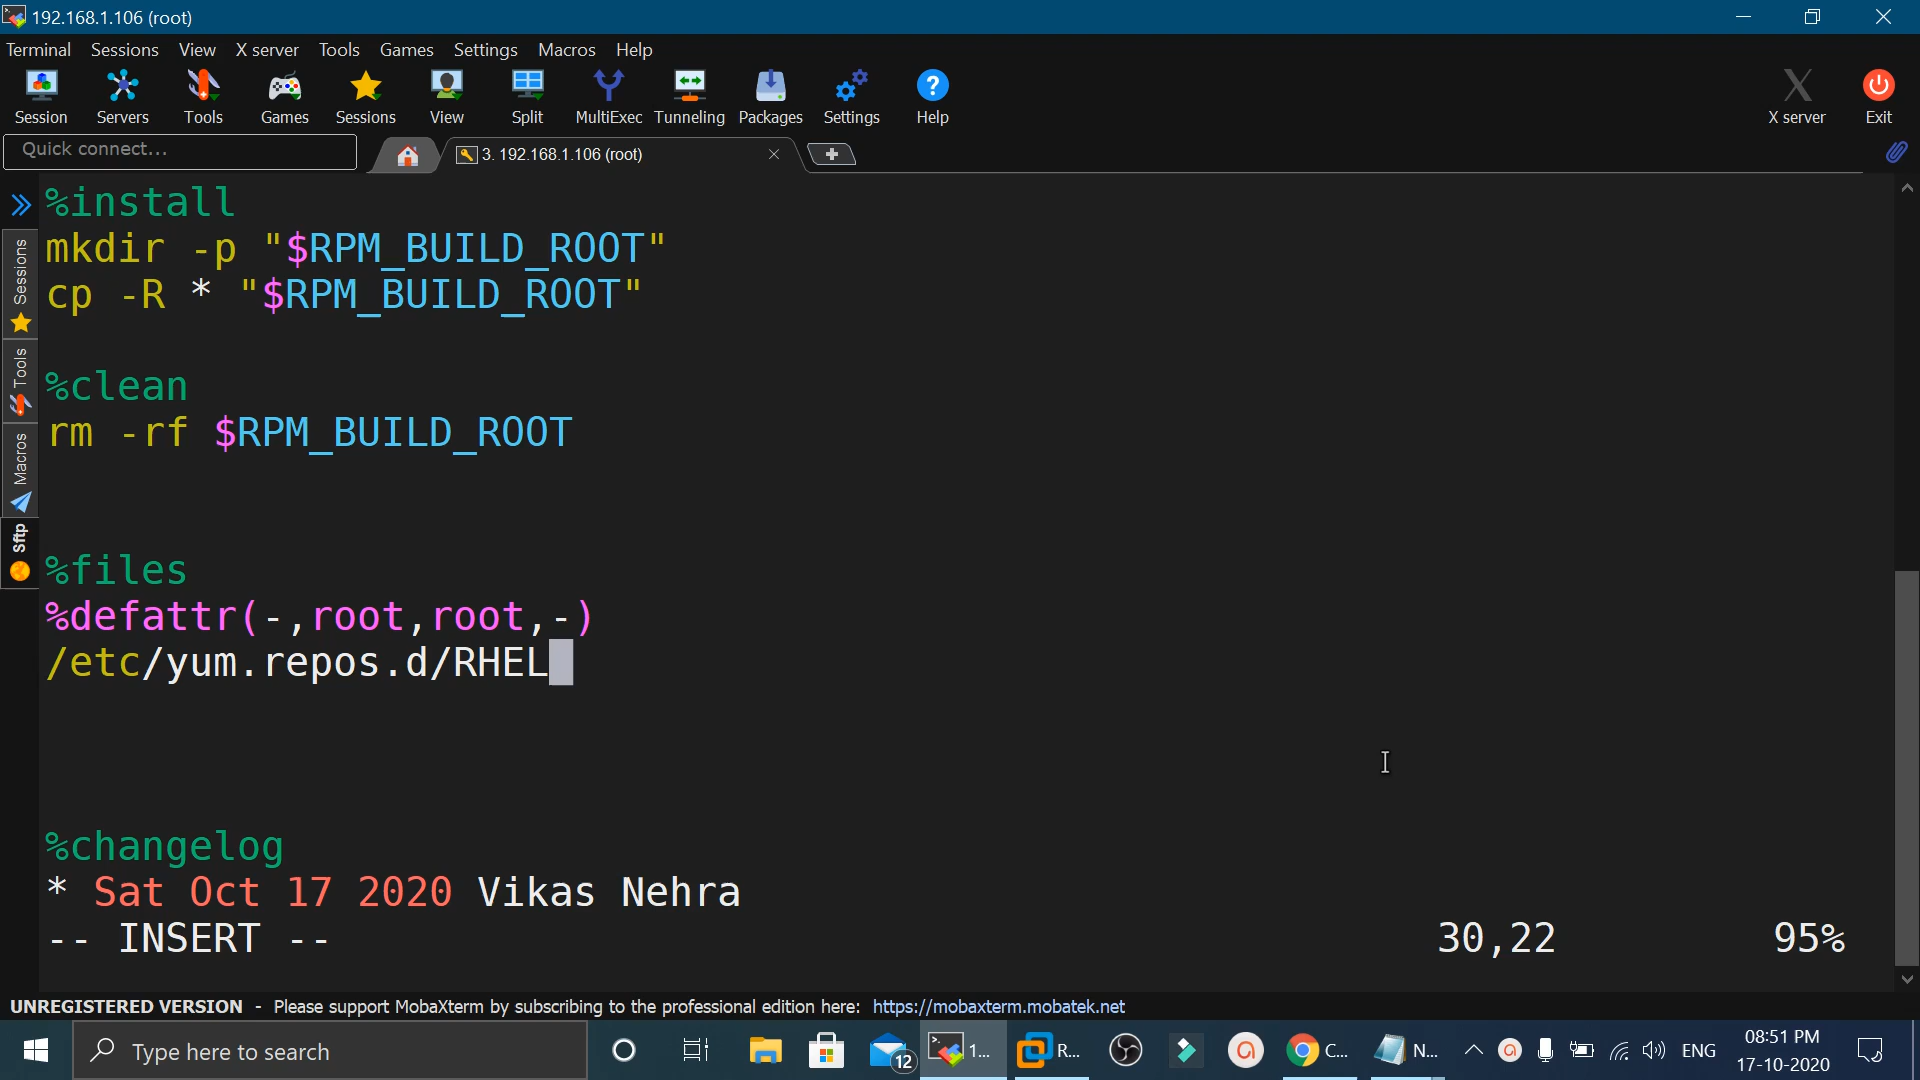 192.168.1.106 (root)
Terminal Sessions View X server Tools Games Settings Macros Help
Session Servers Tools Games Sessions View Split MultiExec Tunneling Packages Settings Help X server Exit
Quick connect...
3. 192.168.1.106 (root)
Sessions
Tools
Macros
Sftp
%install
mkdir -p "$RPM_BUILD_ROOT"
cp -R * "$RPM_BUILD_ROOT"
%clean
rm -rf $RPM_BUILD_ROOT
%files
%defattr(-,root,root,-)
/etc/yum.repos.d/RHEL
%changelog
* Sat Oct 17 2020 Vikas Nehra
-- INSERT -- 30,22 95%
UNREGISTERED VERSION - Please support MobaXterm by subscribing to the professional edition here: https://mobaxterm.mobatek.net
Type here to search
12
1...
R...
C...
N...
ENG
08:51 PM
17-10-2020